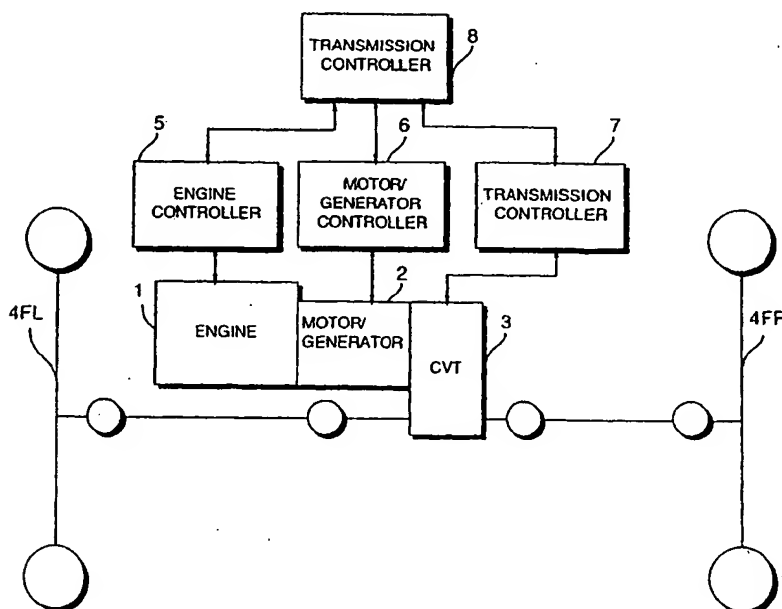 TRANSMISSION
CONTROLLER
8
5
ENGINE
CONTROLLER
6
MOTOR/
GENERATOR
CONTROLLER
7
TRANSMISSION
CONTROLLER
1
ENGINE
2
MOTOR/
GENERATOR
CVT
3
4FL
4FF